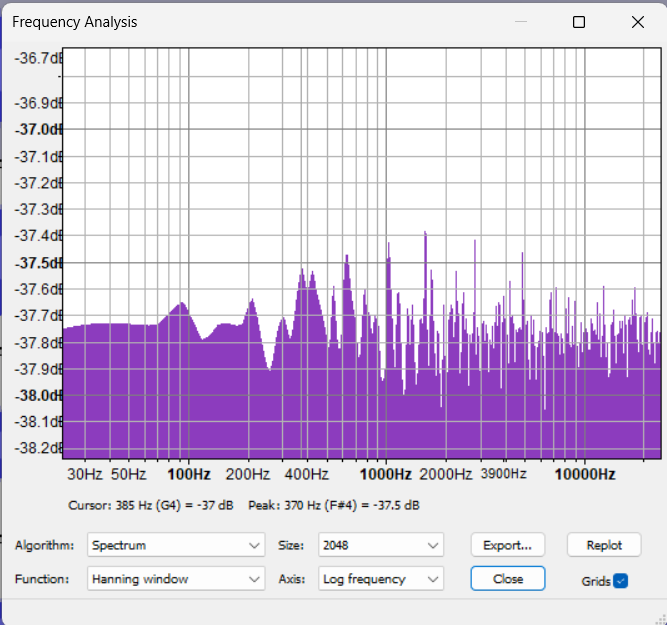 Frequency Analysis
-36.7dB
-
-36.9dB
-37.0dB
-37.1dB
-37.2dB
-37.3dB
-37.4dB
-37.5dB
-37.6dB
-37.7dB
-37.8dB
-37.9dB
-38.0dB
-38.1dB
-38.2dB
30Hz 50Hz 100Hz 200Hz 400Hz 1000Hz 2000Hz 3900Hz 10000Hz
Cursor: 385 Hz (G4) = -37 dB Peak: 370 Hz (F#4) = -37.5 dB
Algorithm: Spectrum Size: 2048 Export... Replot
Function: Hanning window Axis: Log frequency Close Grids